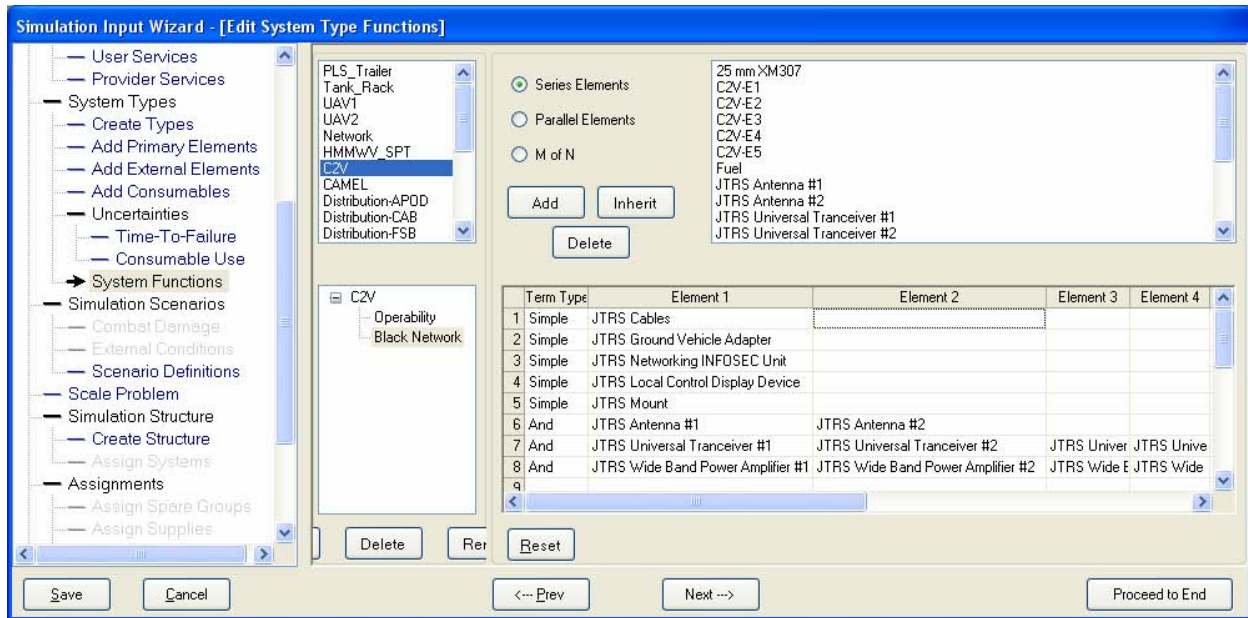 Simulation Input Wizard - [Edit System Type Functions]
User Services
Provider Services
System Types
Create Types
Add Primary Elements
Add External Elements
Add Consumables
Uncertainties
Time-To-Failure
Consumable Use
System Functions
Simulation Scenarios
Combat Damage
External Conditions
Scenario Definitions
Scale Problem
Simulation Structure
Create Structure
Assign Systems
Assignments
Assign Spare Groups
Assign Supplies
PLS_Trailer
Tank_Rack
UAV1
UAV2
Network
HMMWV_SPT
C2V
CAMEL
Distribution-APOD
Distribution-CAB
Distribution-FSB
C2V
Operability
Black Network
Delete
Rer
Series Elements
Parallel Elements
M of N
Add
Inherit
Delete
25 mm XM307
C2V-E1
C2V-E2
C2V-E3
C2V-E4
C2V-E5
Fuel
JTRS Antenna #1
JTRS Antenna #2
JTRS Universal Tranceiver #1
JTRS Universal Tranceiver #2
Term Type Element 1 Element 2 Element 3 Element 4
1 Simple JTRS Cables
2 Simple JTRS Ground Vehicle Adapter
3 Simple JTRS Networking INFOSEC Unit
4 Simple JTRS Local Control Display Device
5 Simple JTRS Mount
6 And JTRS Antenna #1 JTRS Antenna #2
7 And JTRS Universal Tranceiver #1 JTRS Universal Tranceiver #2 JTRS Univer JTRS Unive
8 And JTRS Wide Band Power Amplifier #1 JTRS Wide Band Power Amplifier #2 JTRS Wide E JTRS Wide
9
Reset
Save
Cancel
<--- Prev
Next --->
Proceed to End